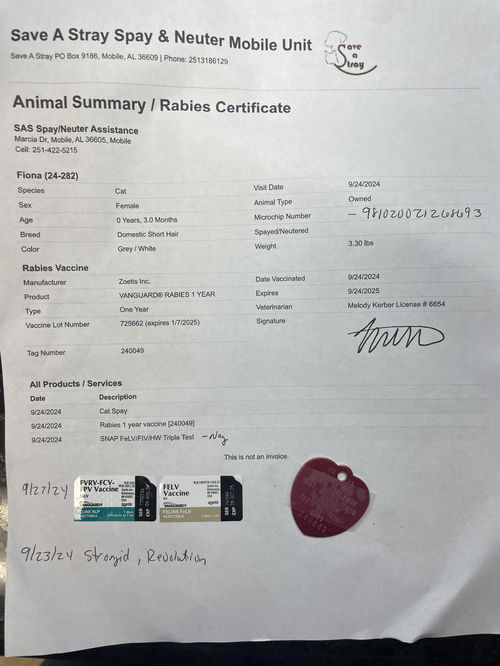 Save A Stray Spay & Neuter Mobile Unit
Save A Stray PO Box 9186, Mobile, AL 36609 | Phone: 2513186129
Save
a
Stray
Animal Summary / Rabies Certificate
SAS Spay/Neuter Assistance
Marcia Dr, Mobile, AL 36605, Mobile
Cell: 251-422-5215
Fiona (24-282)
Species Cat Visit Date 9/24/2024
Sex Female Animal Type Owned
Age 0 Years, 3.0 Months Microchip Number - 981020071268693
Breed Domestic Short Hair Spayed/Neutered
Color Grey / White Weight 3.30 lbs
Rabies Vaccine
Manufacturer Zoetis Inc. Date Vaccinated 9/24/2024
Product VANGUARD® RABIES 1 YEAR Expires 9/24/2025
Type One Year Veterinarian Melody Kerber License # 6654
Vaccine Lot Number 725662 (expires 1/7/2025) Signature
Tag Number 240049
All Products / Services
Date Description
9/24/2024 Cat Spay
9/24/2024 Rabies 1 year vaccine [240049]
9/24/2024 SNAP FeLV/FIV/HW Triple Test - Neg
This is not an invoice.
9/27/24 FVRCP-FCV-
FPV Vaccine
FELV
Vaccine
FELINE RCP
FELINE FeLV
9/23/24 Strongid, Revolution